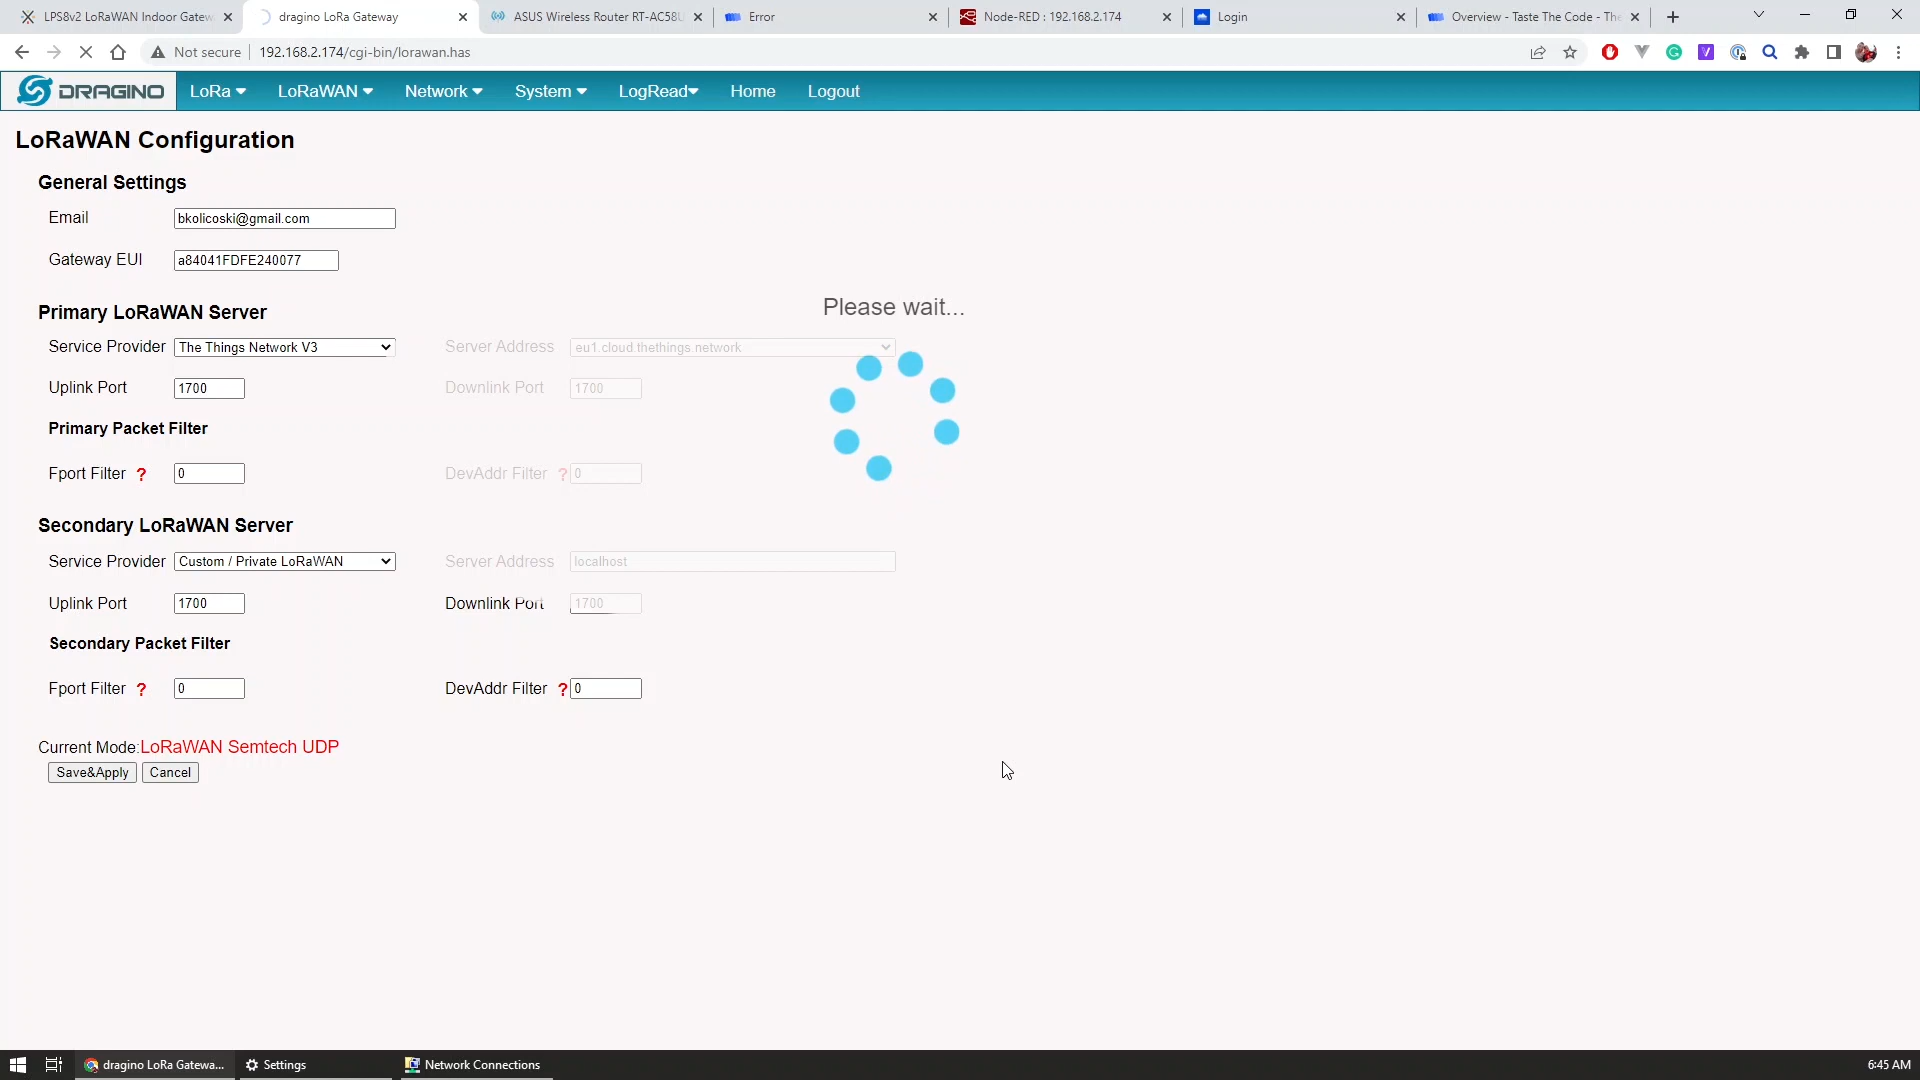 LPS8v2 LoRaWAN Indoor Gatew
dragino LoRa Gateway
ASUS Wireless Router RT-AC58U
Error
Node-RED : 192.168.2.174
Login
Overview - Taste The Code - The
Not secure
192.168.2.174/cgi-bin/lorawan.has
DRAGINO
LoRa
LoRaWAN
Network
System
LogRead
Home
Logout
LoRaWAN Configuration
General Settings
Email
bkolicoski@gmail.com
Gateway EUI
a84041FDFE240077
Please wait...
Primary LoRaWAN Server
Service Provider
The Things Network V3
Server Address
eu1.cloud.thethings.network
Uplink Port
1700
Downlink Port
1700
Primary Packet Filter
Fport Filter ?
0
DevAddr Filter ?
0
Secondary LoRaWAN Server
Service Provider
Custom / Private LoRaWAN
Server Address
localhost
Uplink Port
1700
Downlink Port
1700
Secondary Packet Filter
Fport Filter ?
0
DevAddr Filter ?
0
Current Mode:LoRaWAN Semtech UDP
Save&Apply
Cancel
dragino LoRa Gatewa...
Settings
Network Connections
6:45 AM